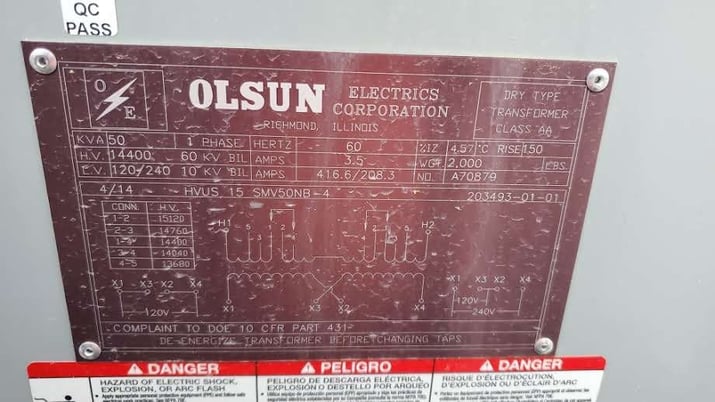 QC
PASS
O
E
OLSUN ELECTRICS CORPORATION
RICHMOND, ILLINOIS
DRY TYPE
TRANSFORMER
CLASS AA
KVA 50 1 PHASE HERTZ 60 %IZ 4.57 °C RISE 150
H.V. 14400 60 KV BIL AMPS 3.5 WGT 2,000 LBS
L.V. 120/240 10 KV BIL AMPS 416.6/208.3 NO. A70879
4/14 HVUS 15 SMV50NB-4 203493-01-01
CONN. H.V.
1-2 15120
2-3 14760
14400
3-4 14040
4-5 13680
H1 5 3 1 2 1 2 H2
X1 X3 X2 X4
120V
X1 X3 X2 X4
X1 X3 X2 X4
120V
240V
COMPLAINT TO DOE 10 CFR PART 431
DE-ENERGIZE TRANSFORMER BEFORE CHANGING TAPS
DANGER
HAZARD OF ELECTRIC SHOCK,
EXPLOSION, OR ARC FLASH
PELIGRO
PELIGRO DE DESCARGA ELÉCTRICA,
EXPLOSIÓN O DESTELLO POR ARQUEO
DANGER
RISQUE D'ÉLECTROCUTION,
D'EXPLOSION OU D'ÉCLAIR D'ARC